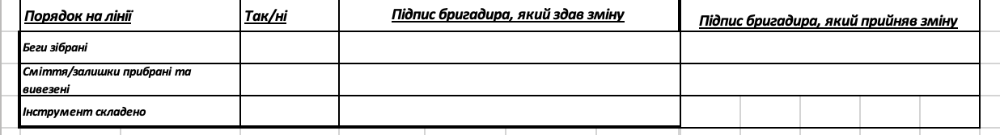 Порядок на лінії Так/ні Підпис бригадира, який здав зміну Підпис бригадира, який прийняв зміну
Беги зібрані
Сміття/залишки прибрані та
вивезені
Інструмент складено